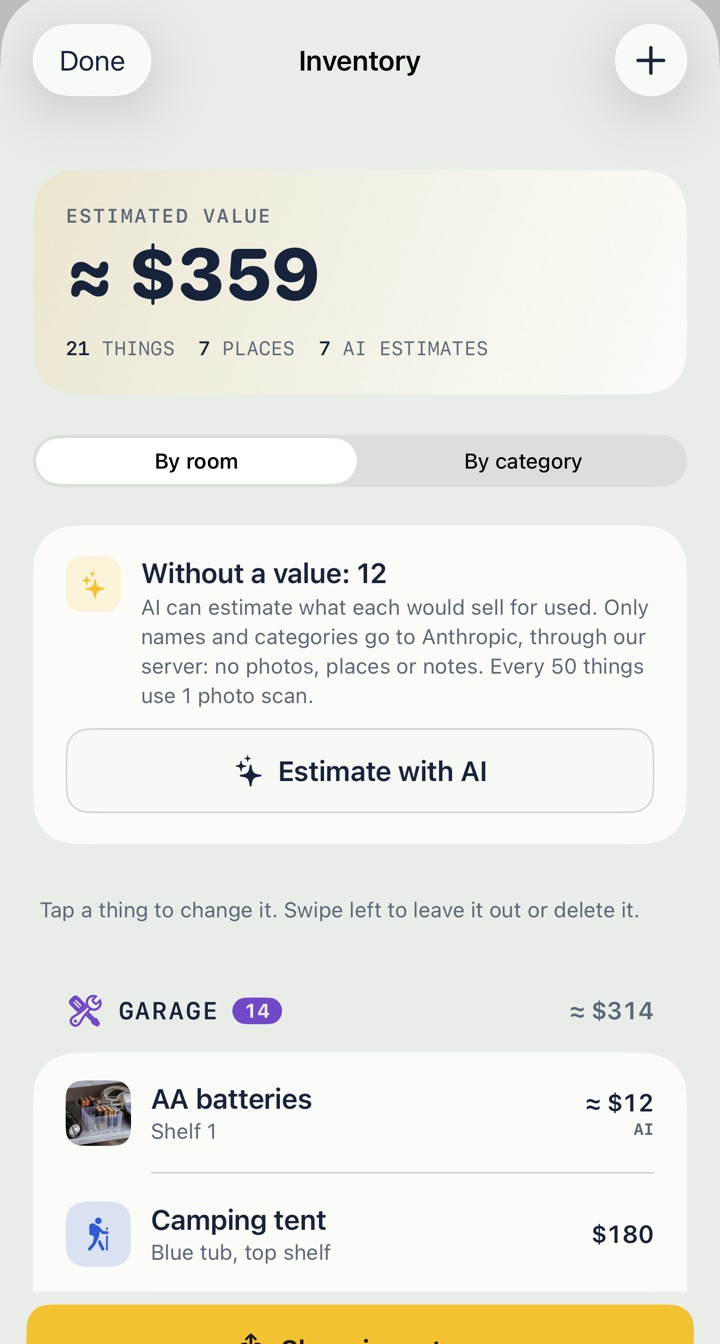 Done
Inventory
ESTIMATED VALUE
≈ $359
21 THINGS 7 PLACES 7 AI ESTIMATES
By room
By category
Without a value: 12
AI can estimate what each would sell for used. Only
names and categories go to Anthropic, through our
server: no photos, places or notes. Every 50 things
use 1 photo scan.
Estimate with AI
Tap a thing to change it. Swipe left to leave it out or delete it.
GARAGE 14
≈ $314
AA batteries
≈ $12
Shelf 1
AI
Camping tent
$180
Blue tub, top shelf